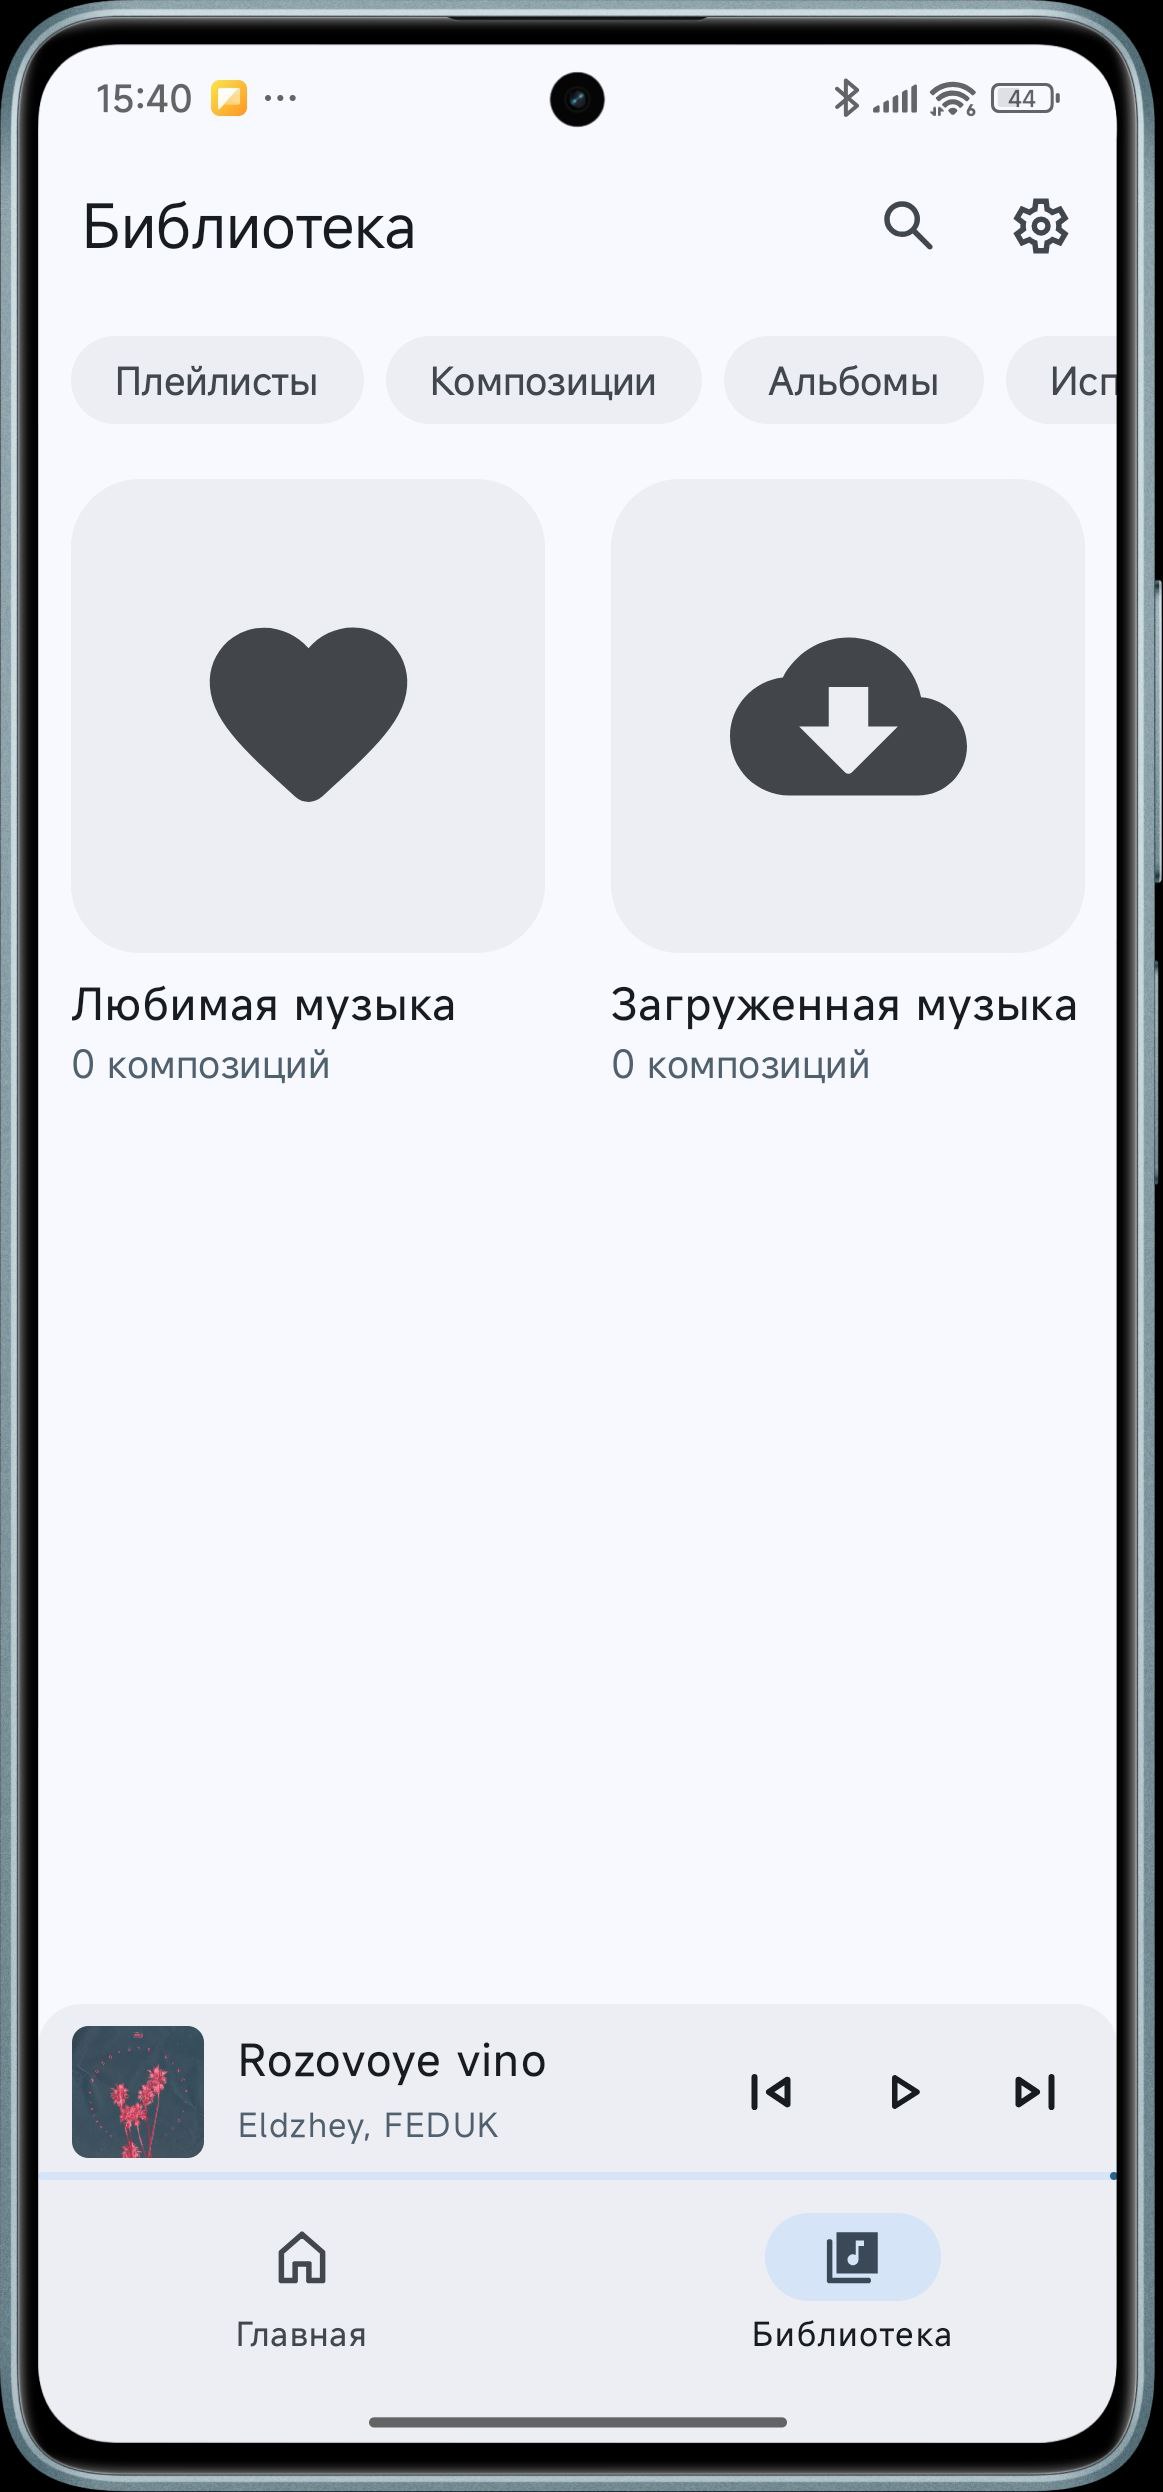 15:40
44
Библиотека
Плейлисты Композиции Альбомы Исп
Любимая музыка Загруженная музыка
0 композиций 0 композиций
Rozovoye vino
Eldzhey, FEDUK
Главная Библиотека